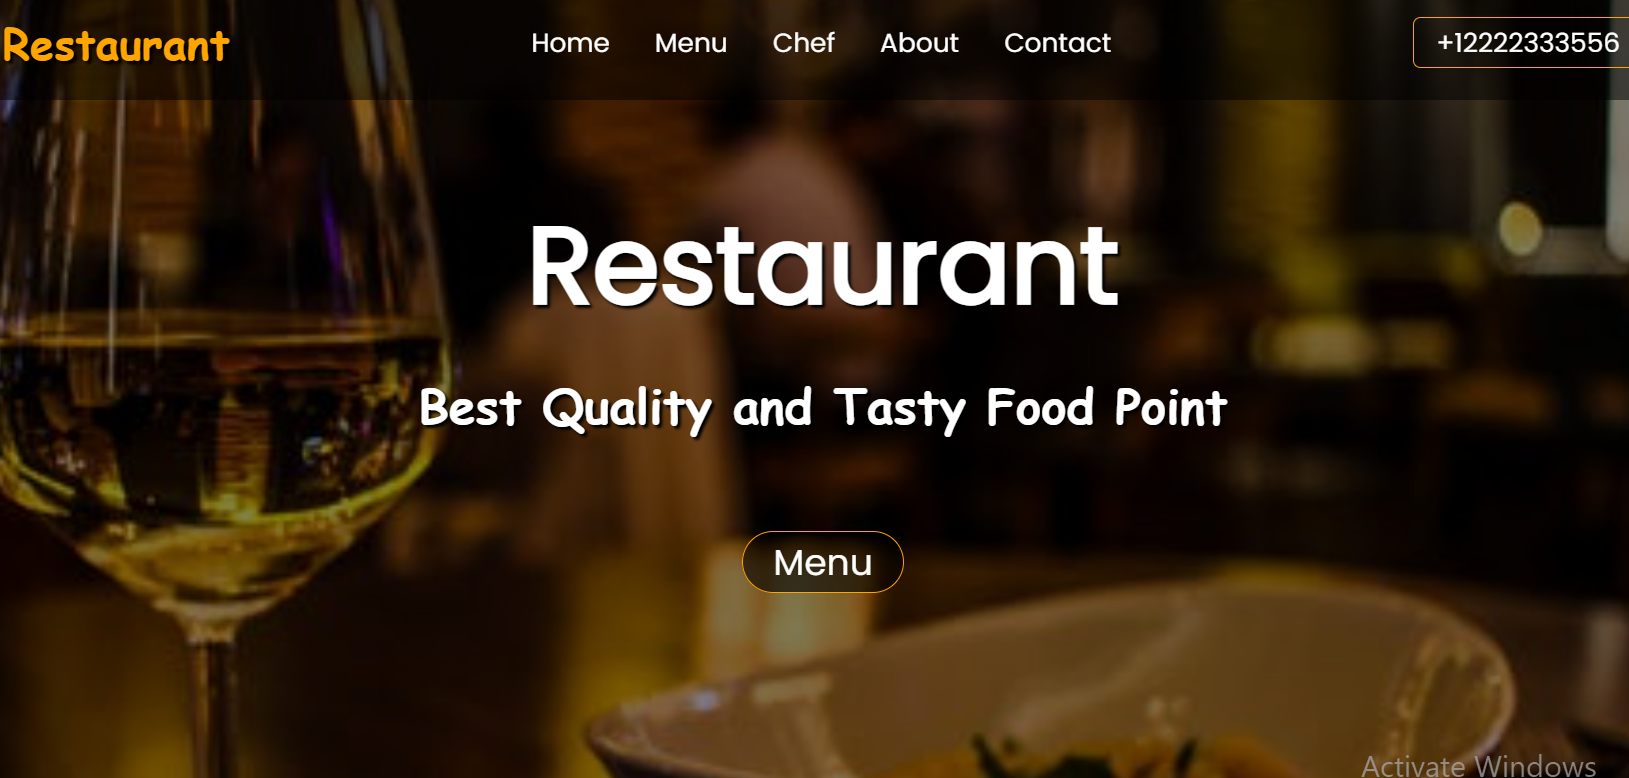 Restaurant
Home Menu Chef About Contact
+12222333556
Restaurant
Best Quality and Tasty Food Point
Menu
Activate Windows